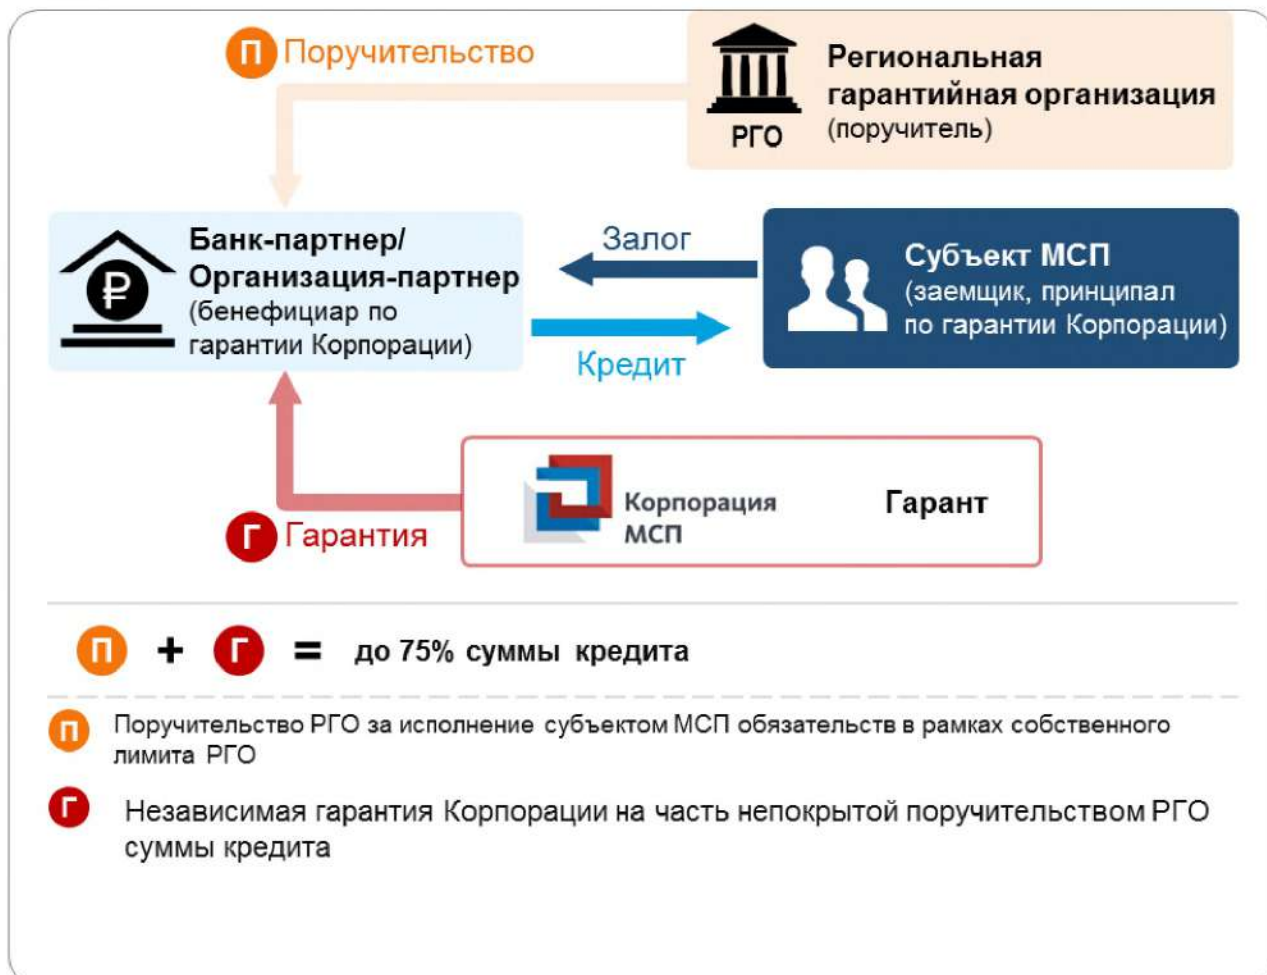 П Поручительство
Региональная
гарантийная организация
(поручитель)
РГО
Банк-партнер/
Организация-партнер
(бенефициар по
гарантии Корпорации)
₽
Залог
Кредит
Субъект МСП
(заемщик, принципал
по гарантии Корпорации)
Корпорация
МСП
Гарант
Г Гарантия
П + Г = до 75% суммы кредита
П Поручительство РГО за исполнение субъектом МСП обязательств в рамках собственного
лимита РГО
Г Независимая гарантия Корпорации на часть непокрытой поручительством РГО
суммы кредита